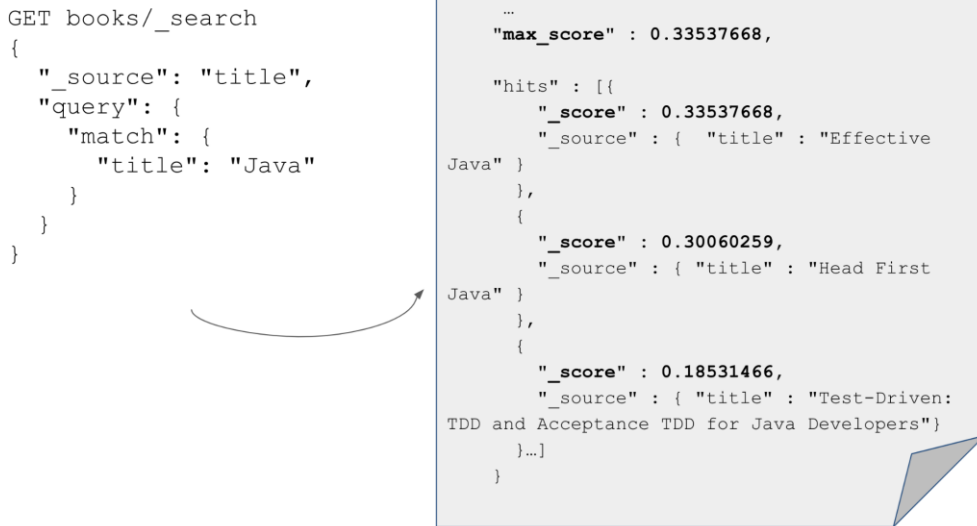 GET books/_search
{
"_source": "title",
"query": {
"match": {
"title": "Java"
}
}
}
…
"max_score" : 0.33537668,
"hits" : [{
"_score" : 0.33537668,
"_source" : {  "title" : "Effective
Java" }
},
{
"_score" : 0.30060259,
"_source" : { "title" : "Head First
Java" }
},
{
"_score" : 0.18531466,
"_source" : { "title" : "Test-Driven:
TDD and Acceptance TDD for Java Developers"}
}…]
}